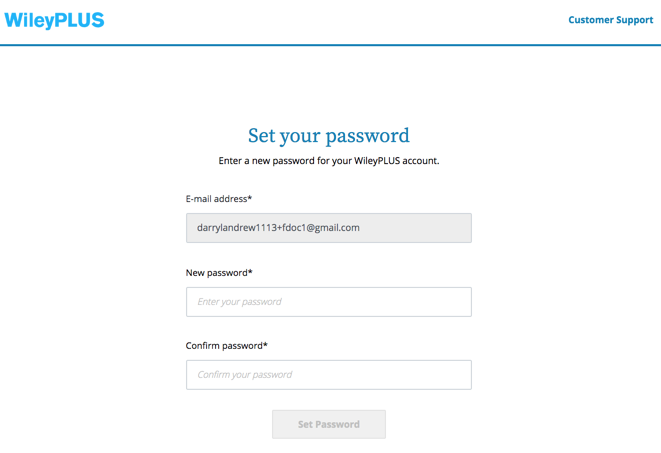 WileyPLUS
Customer Support
Set your password
Enter a new password for your WileyPLUS account.
E-mail address*
darrylandrew1113+fdoc1@gmail.com
New password*
Enter your password
Confirm password*
Confirm your password
Set Password